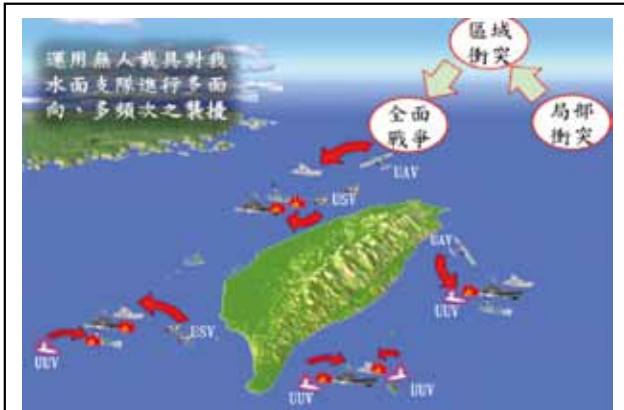 運用無人載具對我
水面支隊進行多面
向、多頻次之襲擾
區域
衝突
全面
戰爭
局部
衝突
UAV
USV
UAV
UUV
USV
UUV
UUV
UUV